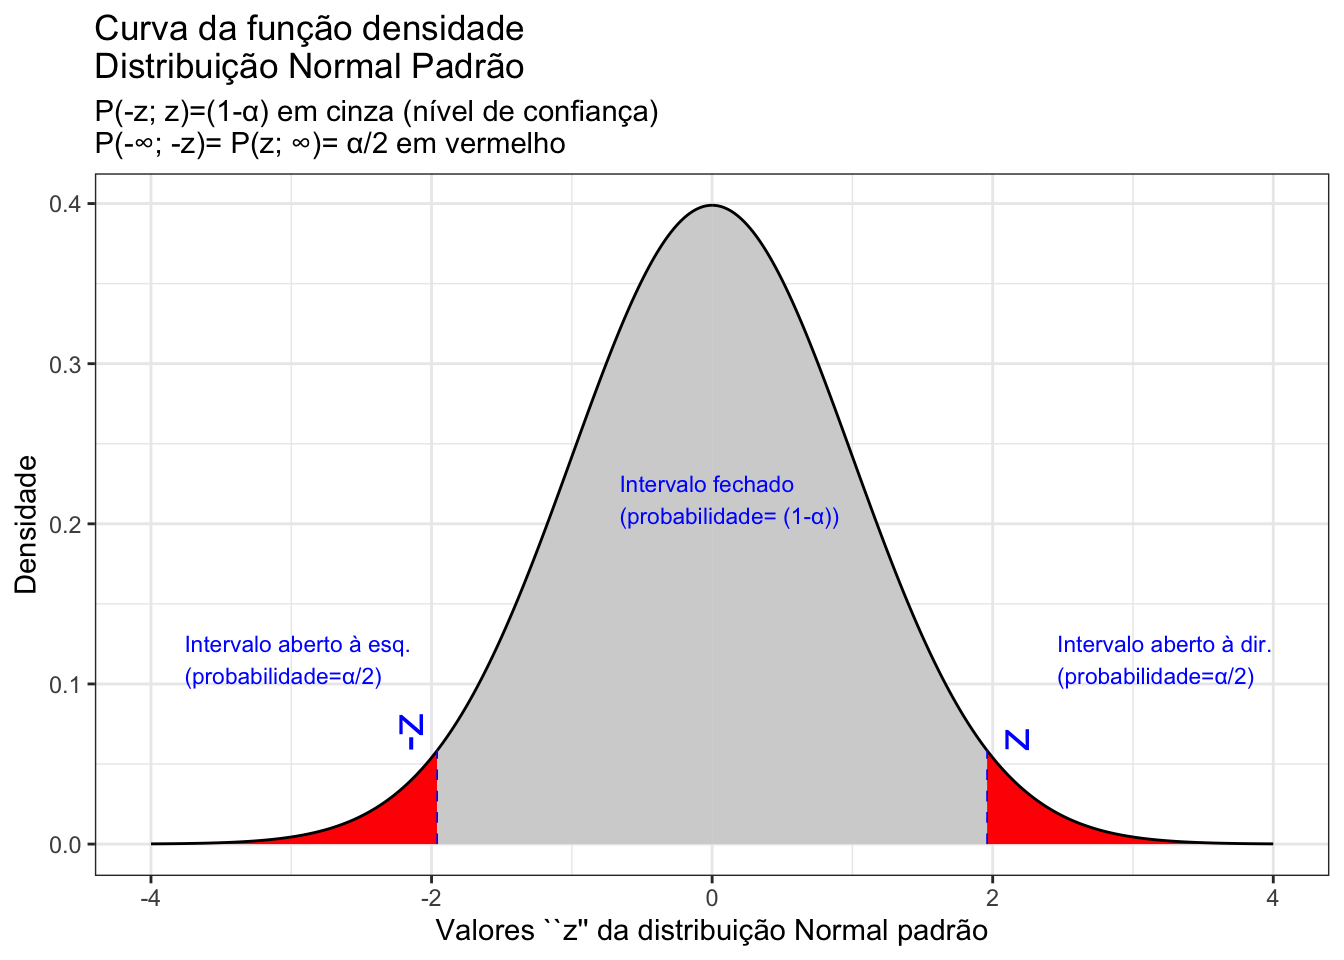 Curva da função densidade
Distribuição Normal Padrão
P(-z; z)=(1-α) em cinza (nível de confiança)
P(-∞; -z)= P(z; ∞)= α/2 em vermelho
0.4
0.3
0.2
0.1
0.0
Densidade
Intervalo fechado
(probabilidade= (1-α))
Intervalo aberto à esq.
(probabilidade=α/2)
Intervalo aberto à dir.
(probabilidade=α/2)
-z
z
-4 -2 0 2 4
Valores ``z'' da distribuição Normal padrão